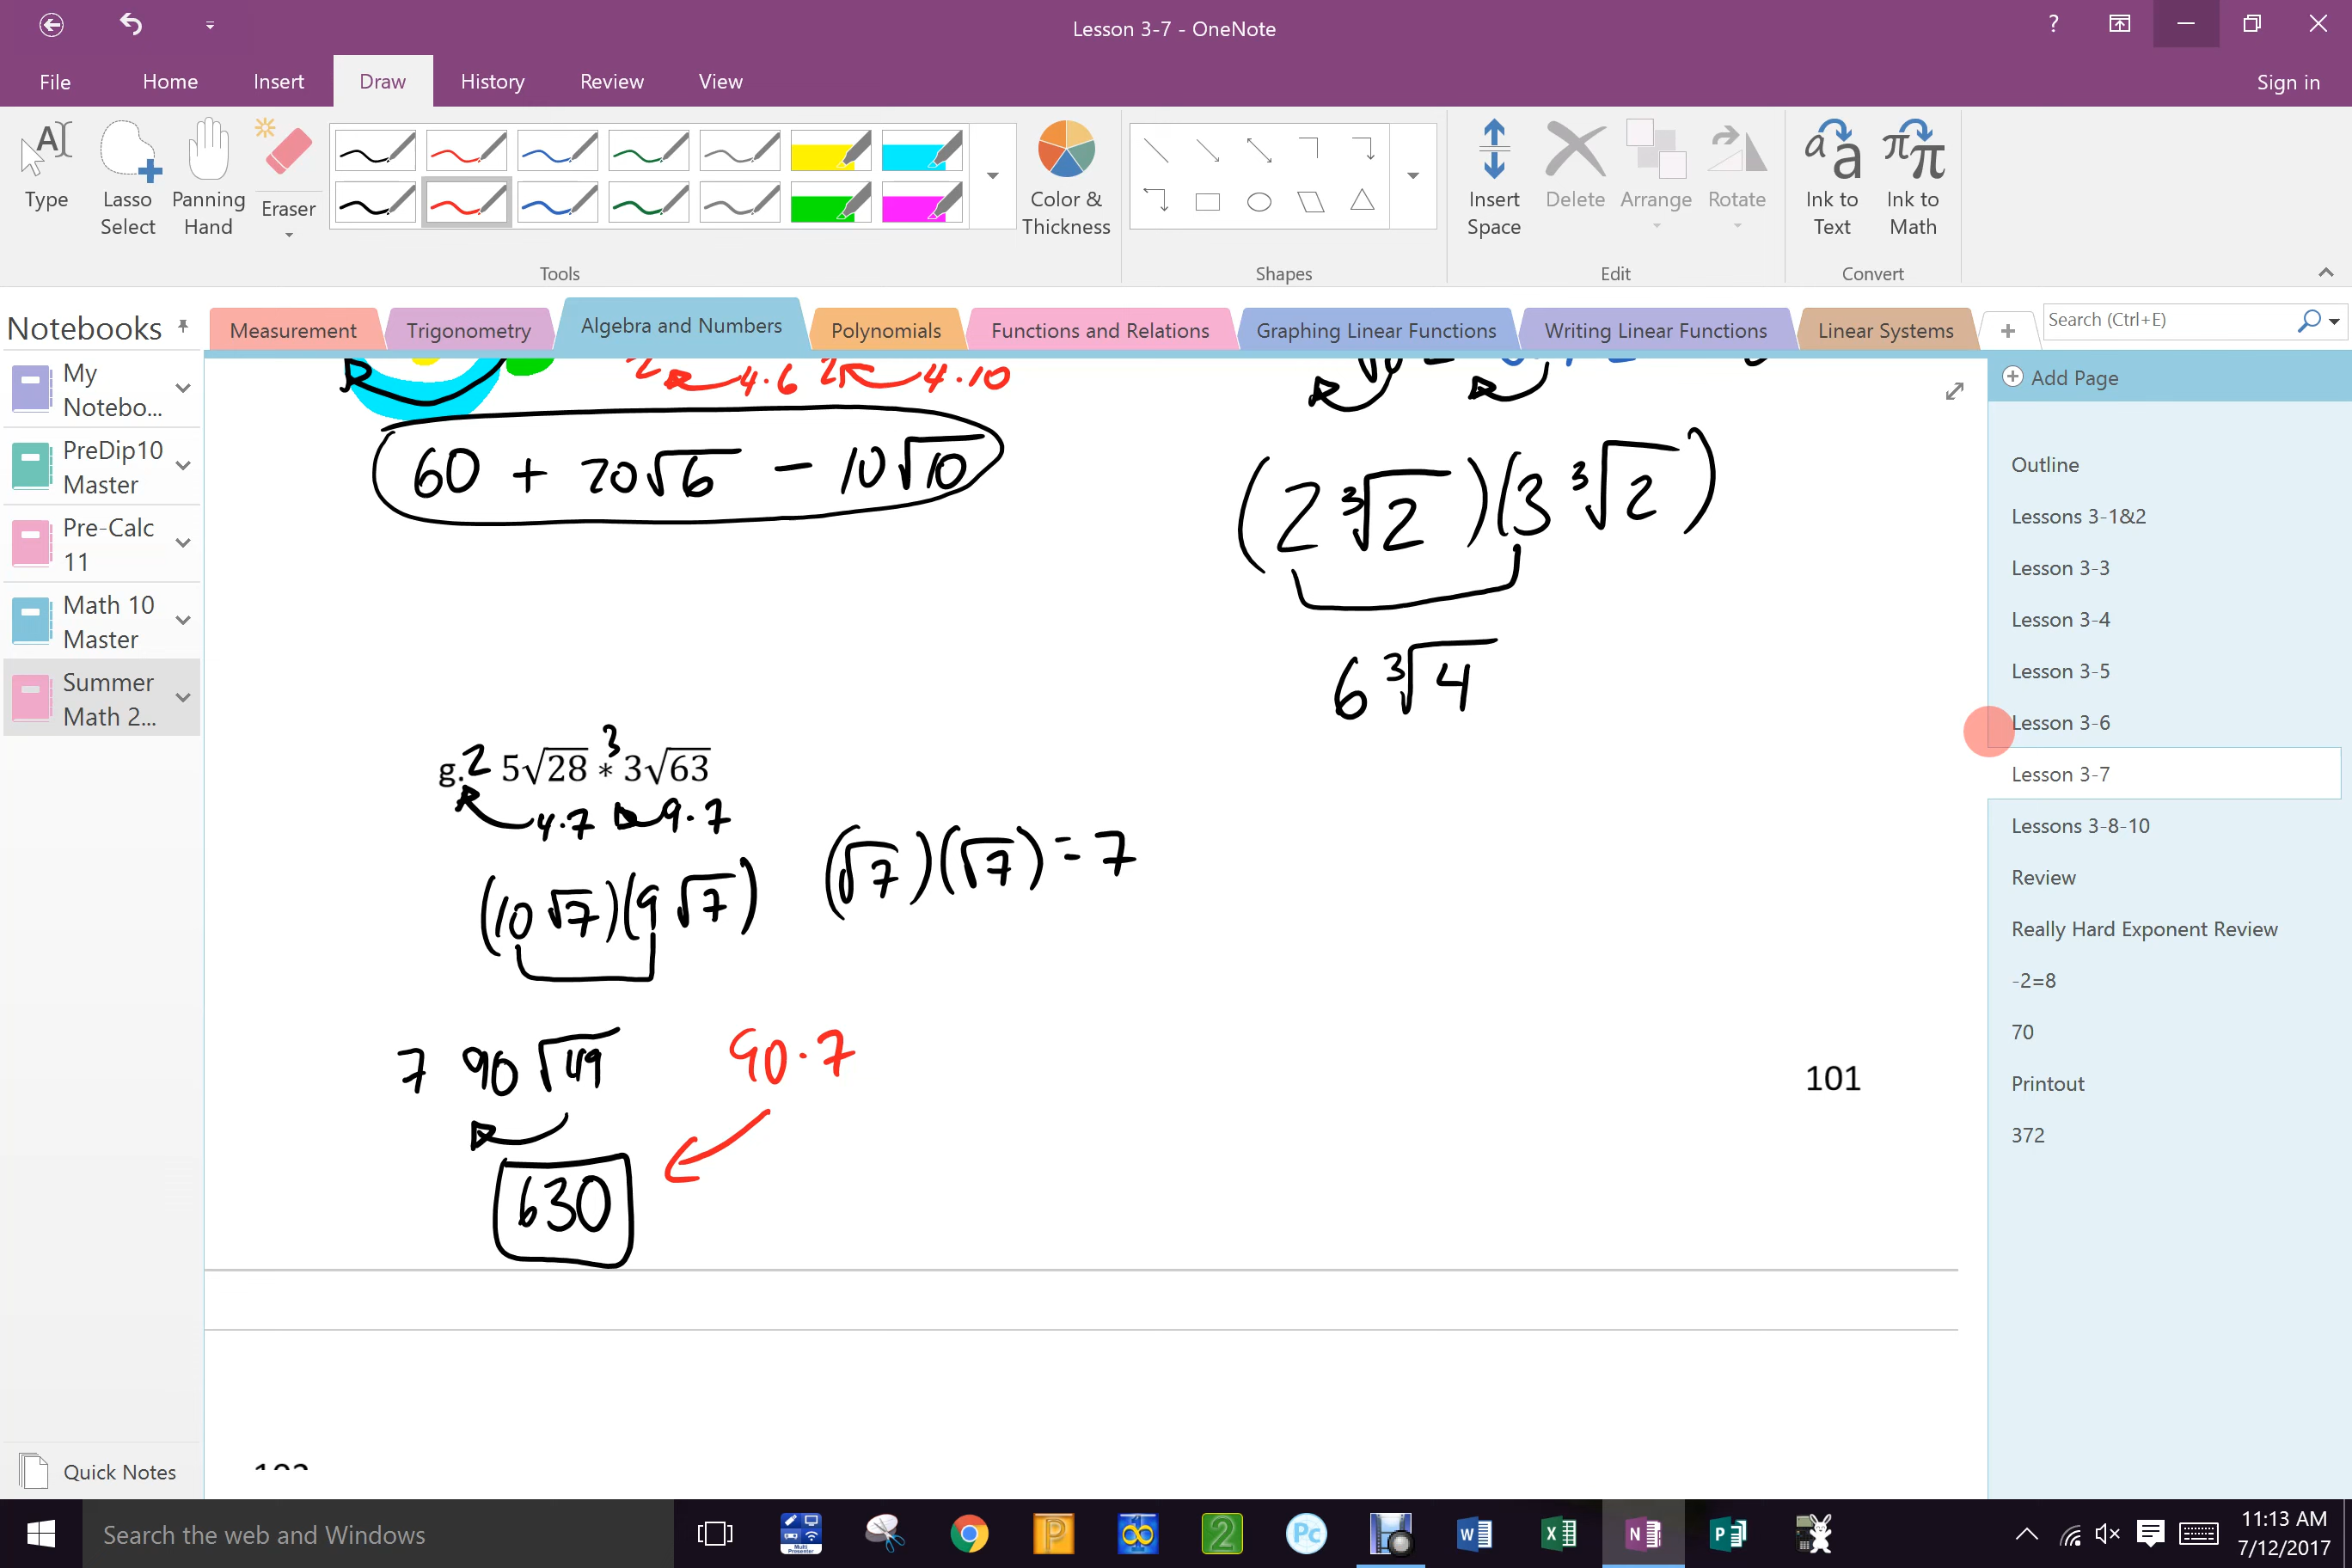 Lesson 3-7 - OneNote
?
File Home Insert Draw History Review View Sign in
Type
Lasso Select
Panning Hand
Eraser
Color & Thickness
Insert Space
Delete
Arrange
Rotate
Ink to Text
Ink to Math
Tools Shapes Edit Convert
Notebooks
Measurement Trigonometry Algebra and Numbers Polynomials Functions and Relations Graphing Linear Functions Writing Linear Functions Linear Systems
Search (Ctrl+E)
My Notebo...
PreDip10 Master
Pre-Calc 11
Math 10 Master
Summer Math 2...
Quick Notes
2 4·6 2 4·10
60 + 20√6 − 10√10
(2 ³√2)(3 ³√2)
6 ³√4
g. 2 5√28 * 3 3√63
4·7 9·7
(10√7)(9√7) (√7)(√7) = 7
7 90√49 90·7
630
101
Add Page
Outline
Lessons 3-1&2
Lesson 3-3
Lesson 3-4
Lesson 3-5
Lesson 3-6
Lesson 3-7
Lessons 3-8-10
Review
Really Hard Exponent Review
-2=8
70
Printout
372
Search the web and Windows
11:13 AM
7/12/2017